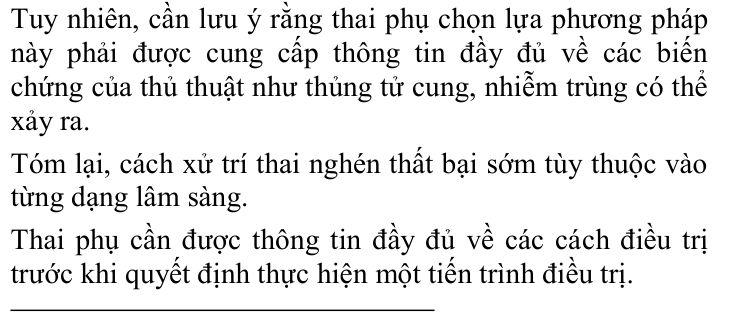 Tuy nhiên, cần lưu ý rằng thai phụ chọn lựa phương pháp
này phải được cung cấp thông tin đầy đủ về các biến
chứng của thủ thuật như thủng tử cung, nhiễm trùng có thể
xảy ra.
Tóm lại, cách xử trí thai nghén thất bại sớm tùy thuộc vào
từng dạng lâm sàng.
Thai phụ cần được thông tin đầy đủ về các cách điều trị
trước khi quyết định thực hiện một tiến trình điều trị.